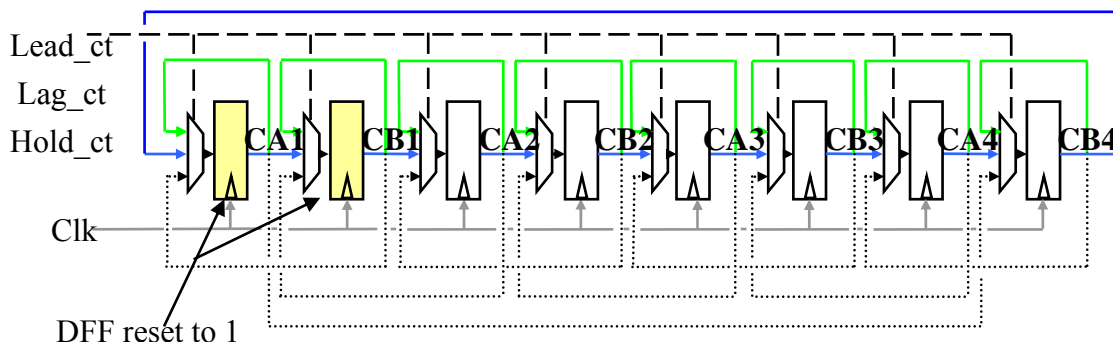 Lead_ct
Lag_ct
Hold_ct
CA1 CB1 CA2 CB2 CA3 CB3 CA4 CB4
Clk
DFF reset to 1